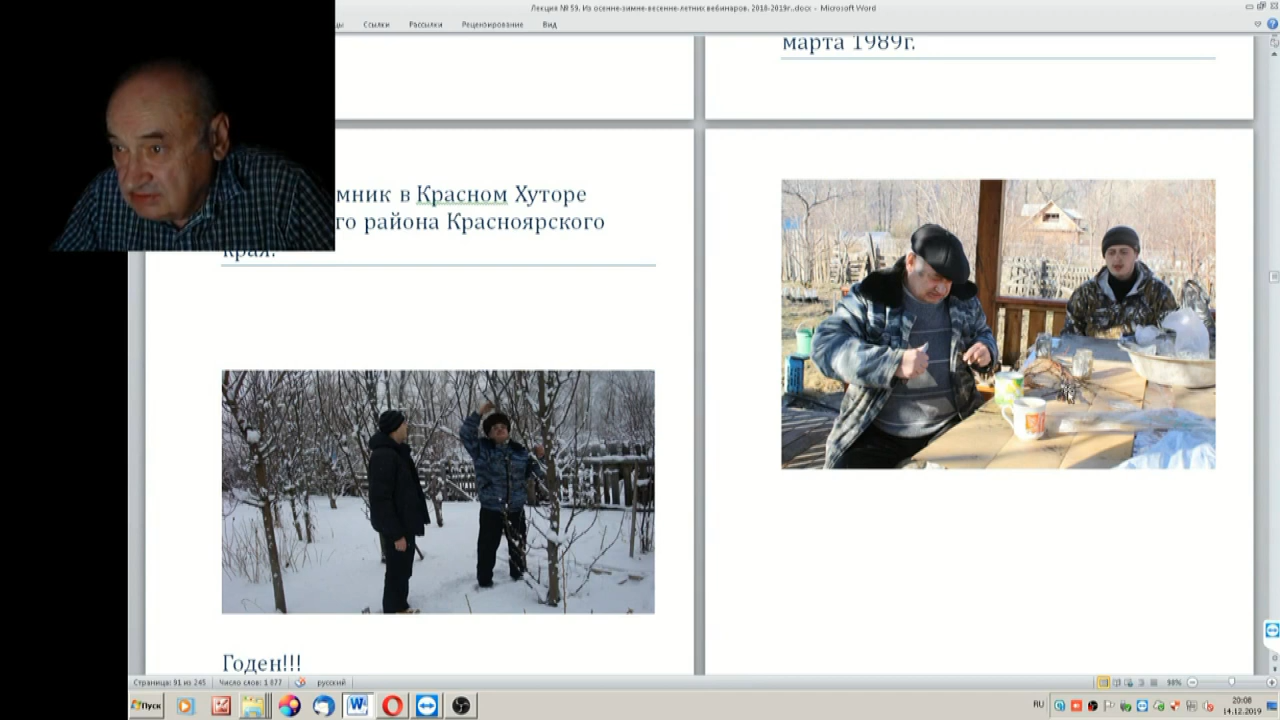 Лекция № 59. Из осенне-зимне-весенне-летних вебинаров. 2018-2019г..docx - Microsoft Word
Ссылки Рассылки Рецензирование Вид
марта 1989г.
мник в Красном Хуторе
го района Красноярского
края.
Годен!!!
Страница: 91 из 245 Число слов: 1 877 русский 98%
Пуск RU 20:08
14.12.2019